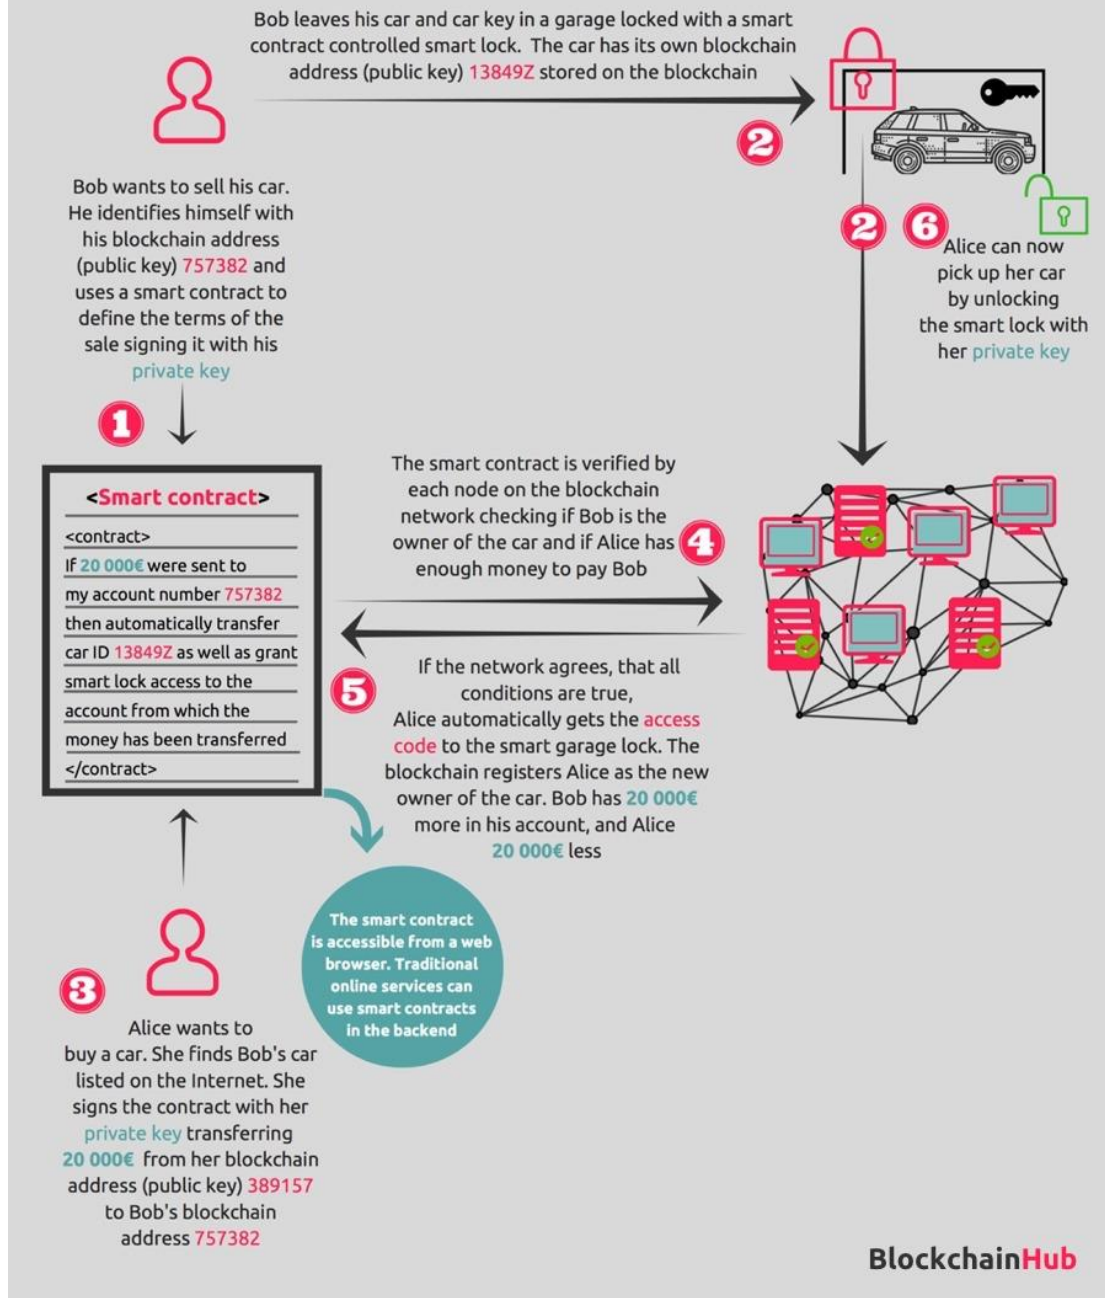 Bob leaves his car and car key in a garage locked with a smart
contract controlled smart lock. The car has its own blockchain
address (public key) 13849Z stored on the blockchain
2
Bob wants to sell his car.
He identifies himself with
his blockchain address
(public key) 757382 and
uses a smart contract to
define the terms of the
sale signing it with his
private key
2
6
Alice can now
pick up her car
by unlocking
the smart lock with
her private key
1
<Smart contract>
<contract>
If 20 000€ were sent to
my account number 757382
then automatically transfer
car ID 13849Z as well as grant
smart lock access to the
account from which the
money has been transferred
</contract>
The smart contract is verified by
each node on the blockchain
network checking if Bob is the
owner of the car and if Alice has
enough money to pay Bob
4
5
If the network agrees, that all
conditions are true,
Alice automatically gets the access
code to the smart garage lock. The
blockchain registers Alice as the new
owner of the car. Bob has 20 000€
more in his account, and Alice
20 000€ less
The smart contract
is accessible from a web
browser. Traditional
online services can
use smart contracts
in the backend
3
Alice wants to
buy a car. She finds Bob's car
listed on the Internet. She
signs the contract with her
private key transferring
20 000€ from her blockchain
address (public key) 389157
to Bob's blockchain
address 757382
BlockchainHub